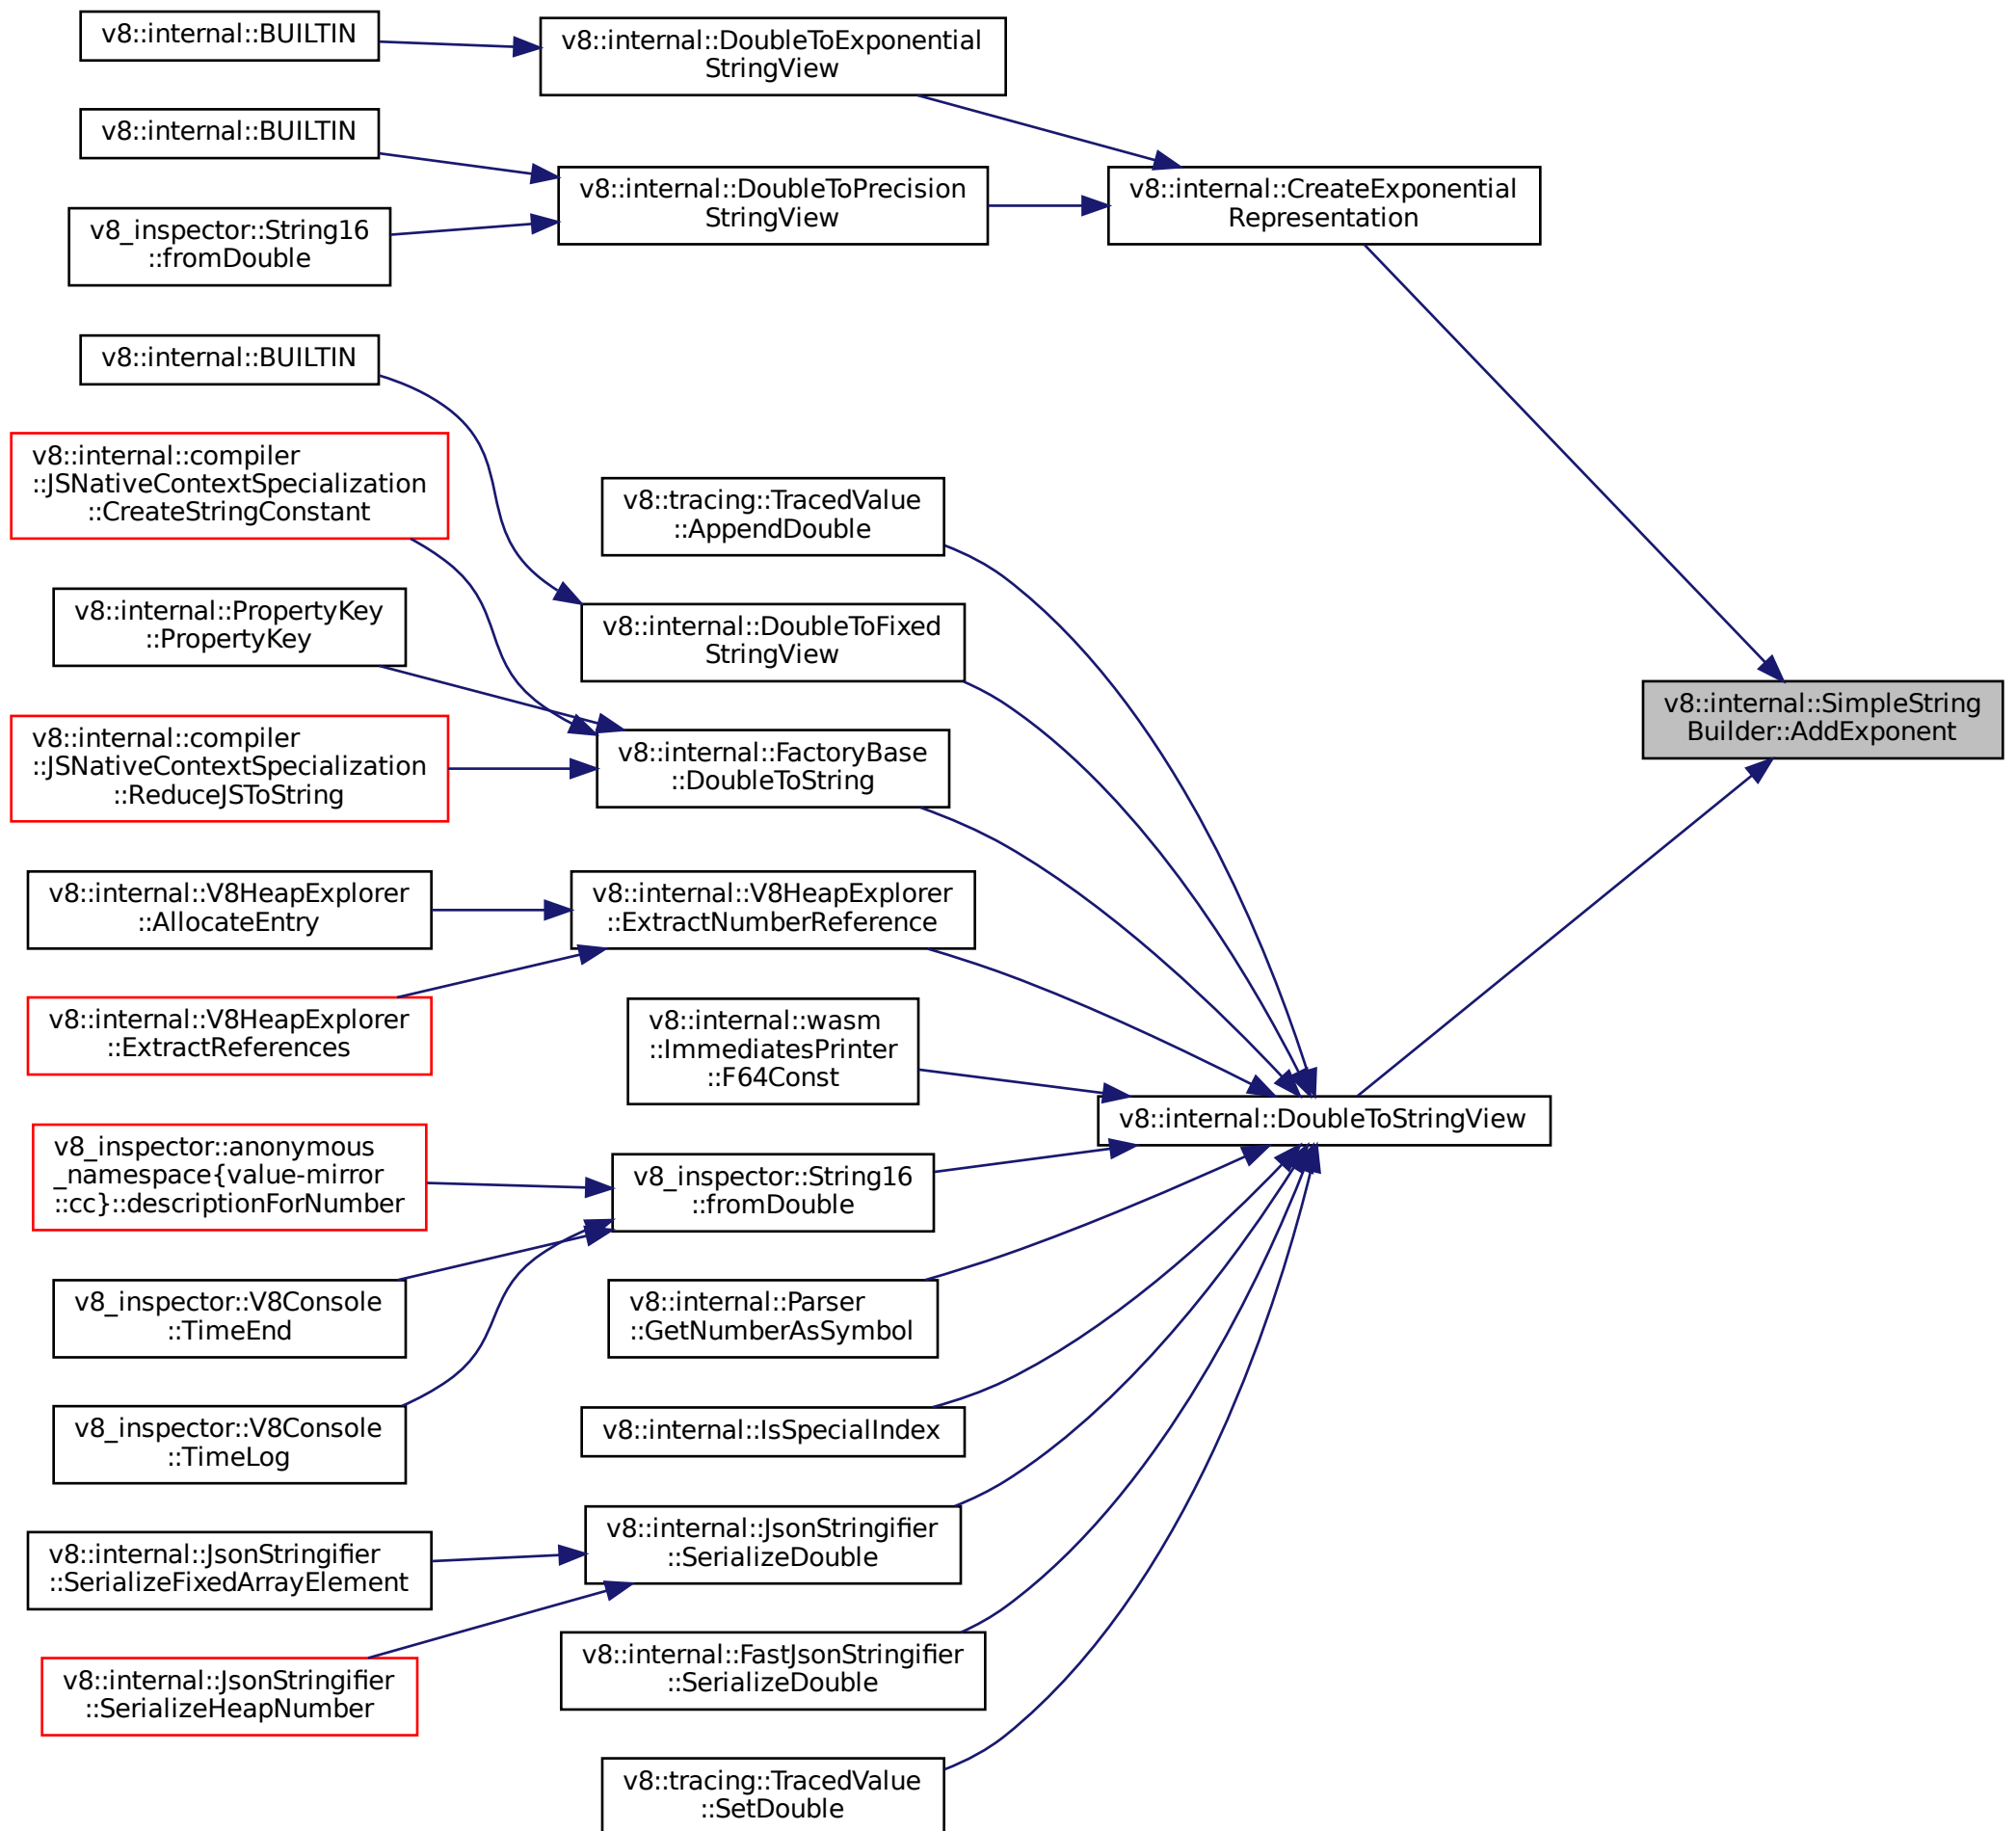 v8::internal::BUILTIN
v8::internal::DoubleToExponential
StringView
v8::internal::BUILTIN
v8::internal::DoubleToPrecision
StringView
v8::internal::CreateExponential
Representation
v8_inspector::String16
::fromDouble
v8::internal::BUILTIN
v8::internal::compiler
::JSNativeContextSpecialization
::CreateStringConstant
v8::tracing::TracedValue
::AppendDouble
v8::internal::PropertyKey
::PropertyKey
v8::internal::DoubleToFixed
StringView
v8::internal::SimpleString
Builder::AddExponent
v8::internal::compiler
::JSNativeContextSpecialization
::ReduceJSToString
v8::internal::FactoryBase
::DoubleToString
v8::internal::V8HeapExplorer
::AllocateEntry
v8::internal::V8HeapExplorer
::ExtractNumberReference
v8::internal::V8HeapExplorer
::ExtractReferences
v8::internal::wasm
::ImmediatesPrinter
::F64Const
v8::internal::DoubleToStringView
v8_inspector::anonymous
_namespace{value-mirror
::cc}::descriptionForNumber
v8_inspector::String16
::fromDouble
v8_inspector::V8Console
::TimeEnd
v8::internal::Parser
::GetNumberAsSymbol
v8_inspector::V8Console
::TimeLog
v8::internal::IsSpecialIndex
v8::internal::JsonStringifier
::SerializeFixedArrayElement
v8::internal::JsonStringifier
::SerializeDouble
v8::internal::JsonStringifier
::SerializeHeapNumber
v8::internal::FastJsonStringifier
::SerializeDouble
v8::tracing::TracedValue
::SetDouble